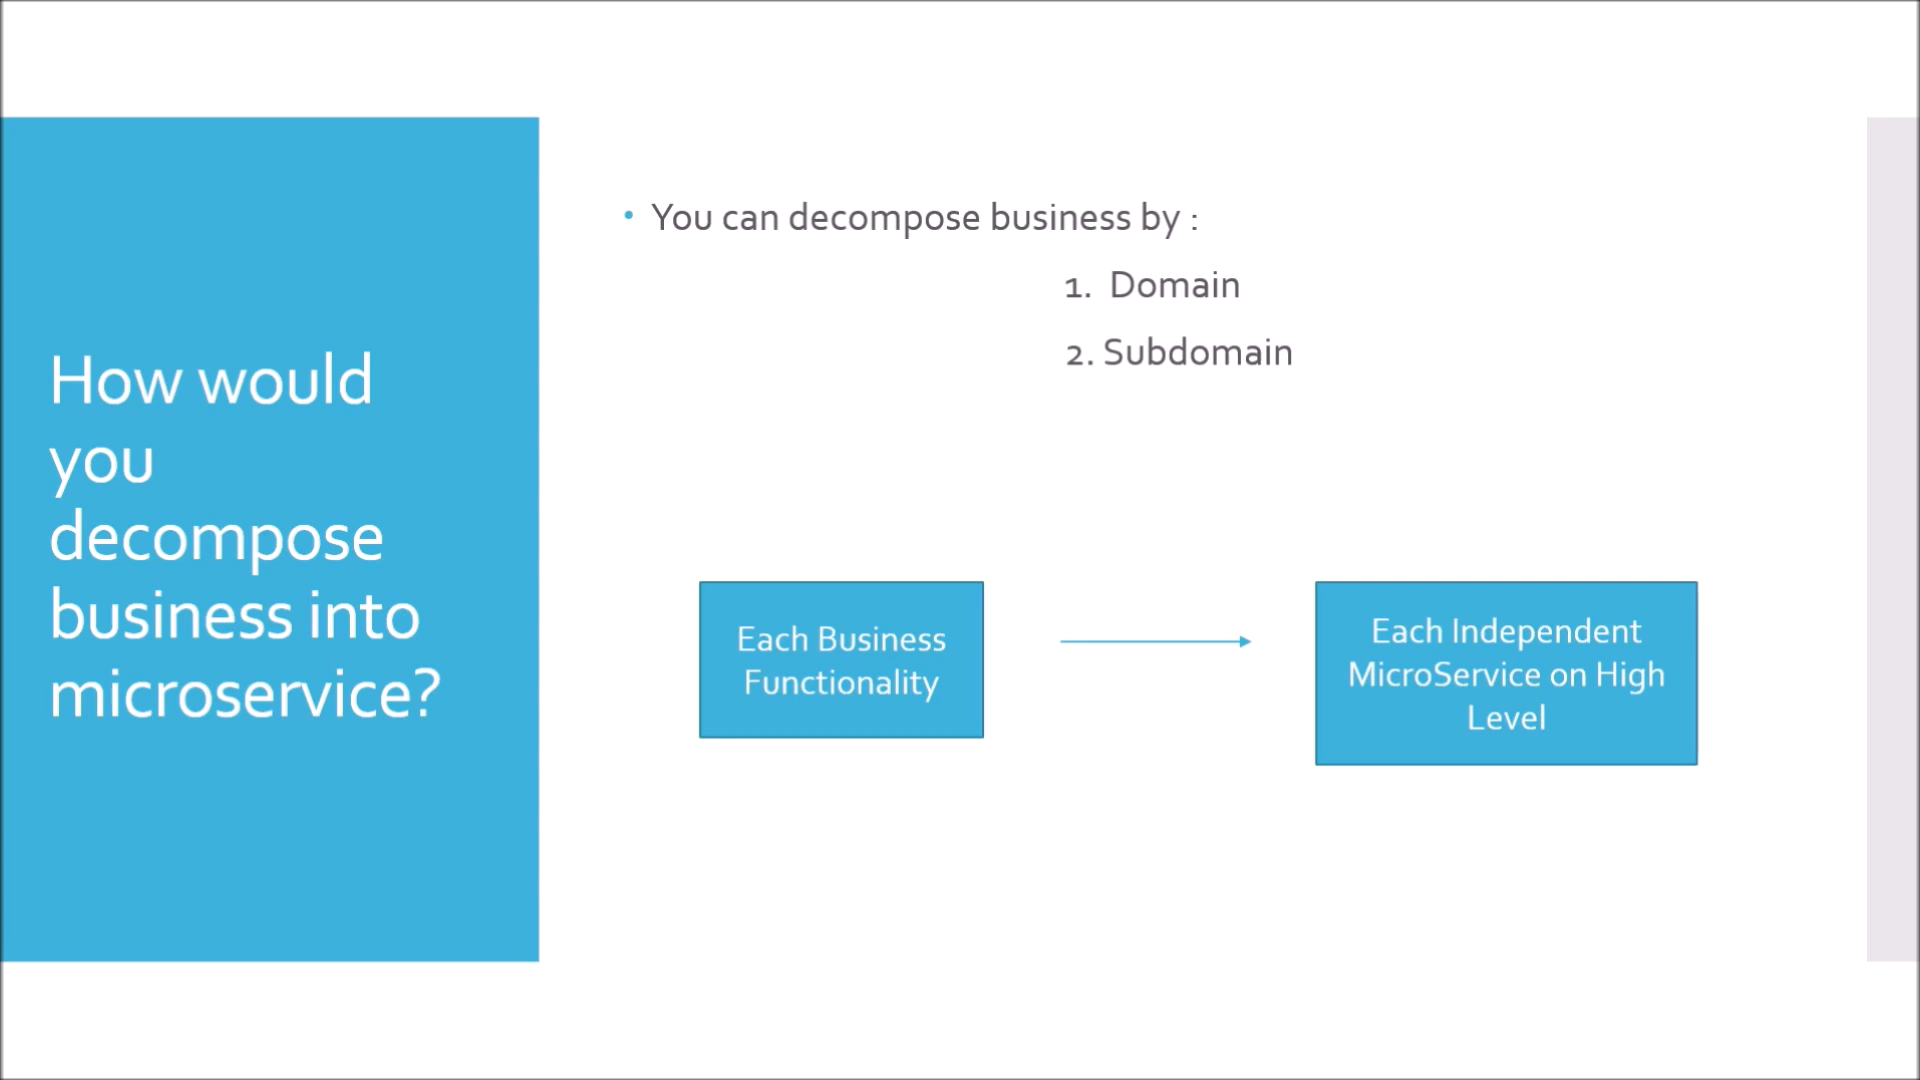 How would
you
decompose
business into
microservice?
• You can decompose business by :
1. Domain
2. Subdomain
Each Business
Functionality
Each Independent
MicroService on High
Level